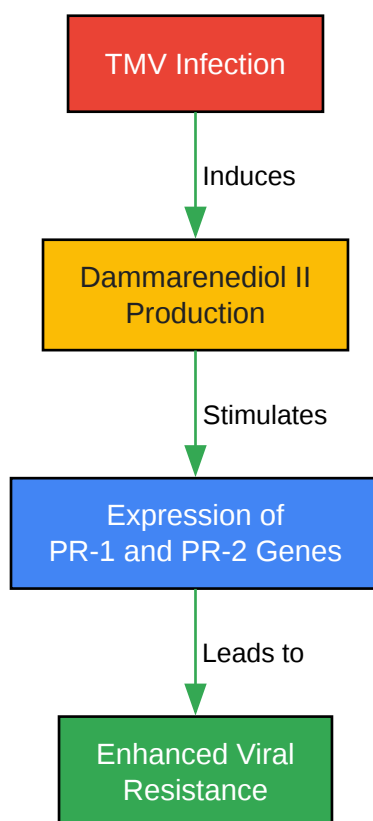 TMV Infection
Induces
Dammarenediol II
Production
Stimulates
Expression of
PR-1 and PR-2 Genes
Leads to
Enhanced Viral
Resistance